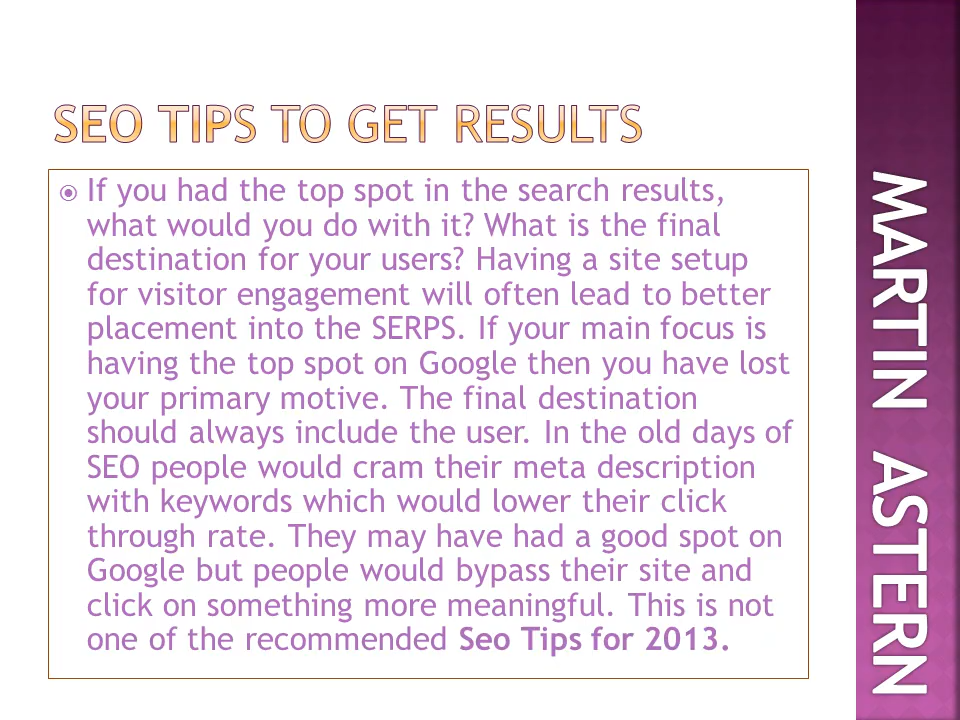 SEO TIPS TO GET RESULTS
If you had the top spot in the search results,
what would you do with it? What is the final
destination for your users? Having a site setup
for visitor engagement will often lead to better
placement into the SERPS. If your main focus is
having the top spot on Google then you have lost
your primary motive. The final destination
should always include the user. In the old days of
SEO people would cram their meta description
with keywords which would lower their click
through rate. They may have had a good spot on
Google but people would bypass their site and
click on something more meaningful. This is not
one of the recommended Seo Tips for 2013.
MARTIN ASTERN